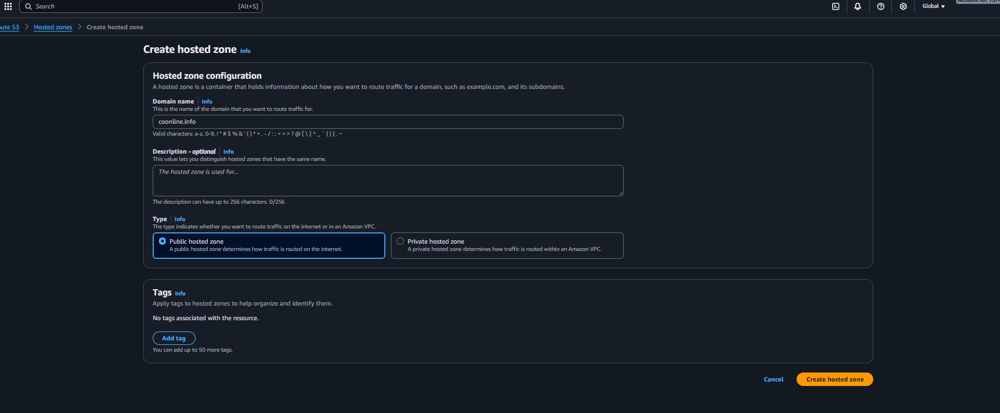 Search [Alt+S] Global
Hosted zones Create hosted zone
Create hosted zone Info
Hosted zone configuration
A hosted zone is a container that holds information about how you want to route traffic for a domain, such as example.com, and its subdomains.
Domain name Info
This is the name of the domain that you want to route traffic for.
coonline.info
Valid characters: a-z, 0-9, ! " # $ % & ' ( ) * + , - / : ; < = > ? @ [ \ ] ^ _ ` { | } . ~
Description - optional Info
This value lets you distinguish hosted zones that have the same name.
The hosted zone is used for...
The description can have up to 256 characters. 0/256
Type Info
The type indicates whether you want to route traffic on the internet or in an Amazon VPC.
Public hosted zone
A public hosted zone determines how traffic is routed on the internet.
Private hosted zone
A private hosted zone determines how traffic is routed within an Amazon VPC.
Tags Info
Apply tags to hosted zones to help organize and identify them.
No tags associated with the resource.
Add tag
You can add up to 50 more tags.
Cancel Create hosted zone